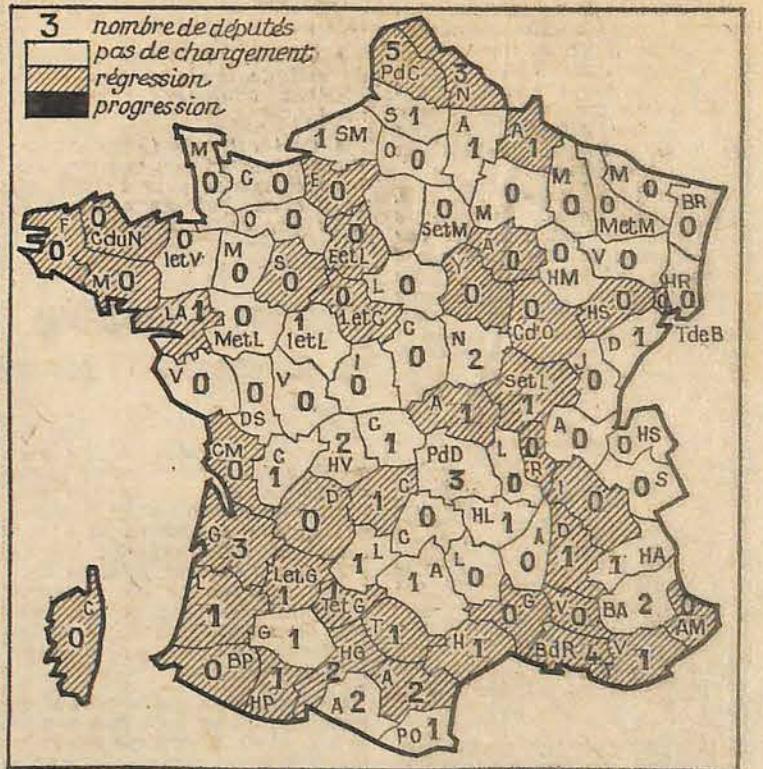 3 nombre de députés
pas de changement
régression
progression
5
PdC
3
N
S 1
1 SM
A
1
A
1
O 0
M
0
C 0
E
0
0 0
M
0
M
0
M 0
0
MetM
BR
0
0
SetM
F
0
0
CduN
M 0
0
IetV
M
0
S
0
0
EetL
A
0
0
HM
V 0
HR
0
TdeB
L 0
Y
0
0
Cd'O
HS 0
D 1
LA 1
0
MetL
1
IetL
0
LetC
C
0
N
2
SetL
1
J
0
V 0
0
DS
V
0
I
0
A 1
A
0
0 HS
CM
0
C
1
2
HV
C
1
PdD
3
L
0
0
R
I 0
0 S
D
0
1 C
0
C
HL 1
A
0
D
1
1 HA
G
3
LetG
1
1 L
1 A
L
0
0 G
V 0
BA 2
0
AM
L
1
1
TetG
T 1
H 1
BdR 4
V 1
G 1
HG
2
A
2
0 BP
1
HP
A 2
PO 1
C
0